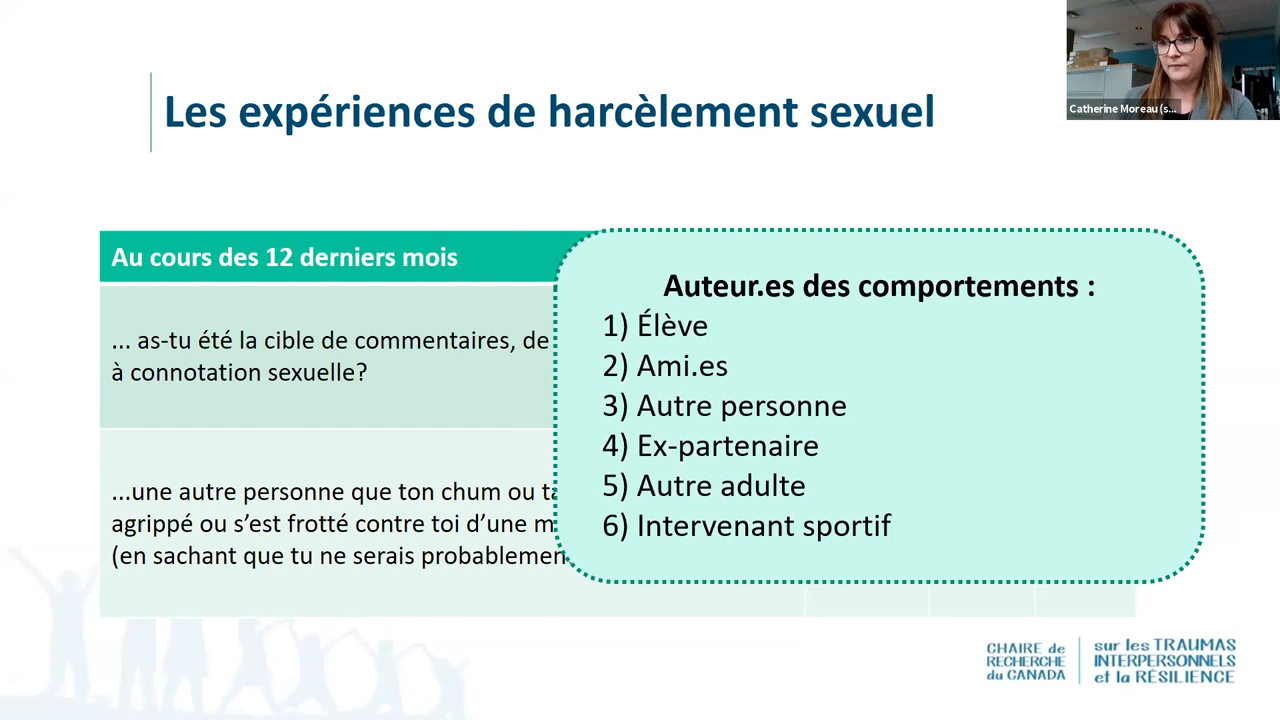 Les expériences de harcèlement sexuel
Catherine Moreau (s...
Au cours des 12 derniers mois
... as-tu été la cible de commentaires, de
à connotation sexuelle?
...une autre personne que ton chum ou
agrippé ou s'est frotté contre toi d'une
(en sachant que tu ne serais
Auteur.es des comportements :
1) Élève
2) Ami.es
3) Autre personne
4) Ex-partenaire
5) Autre adulte
6) Intervenant sportif
CHAIRE de
RECHERCHE
du CANADA
sur les TRAUMAS
INTERPERSONNELS
et la RÉSILIENCE